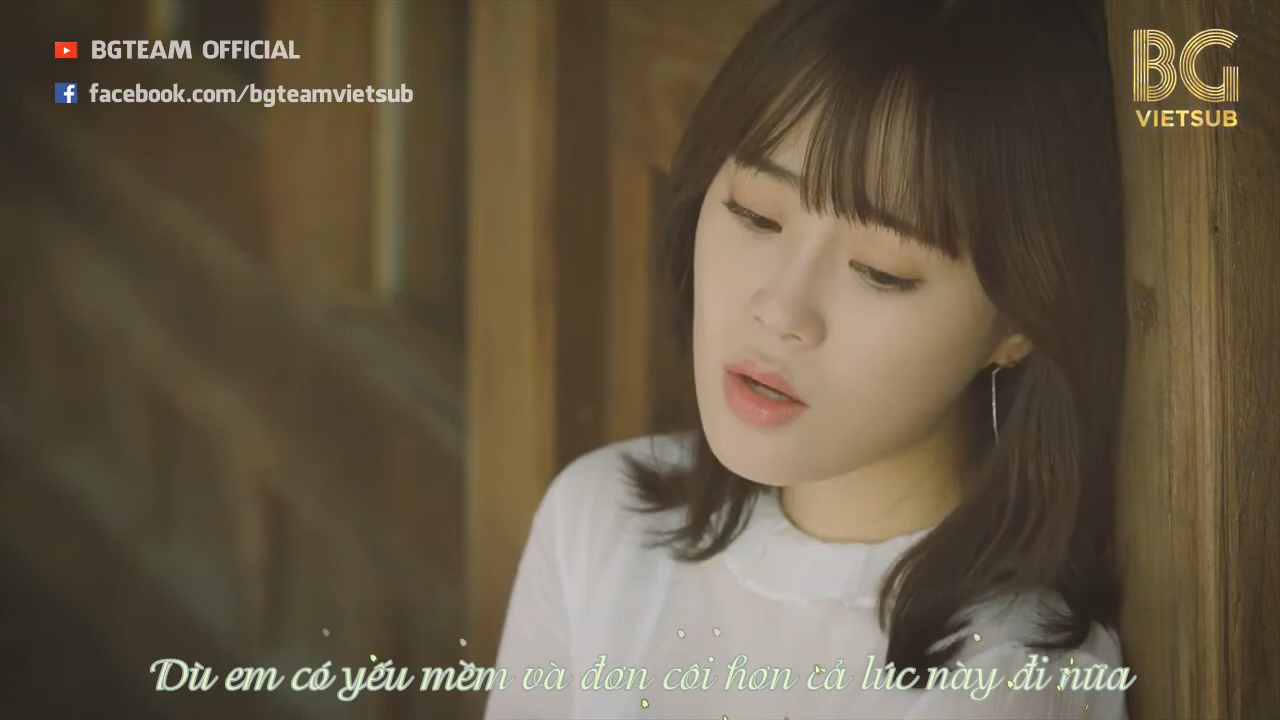 BGTEAM OFFICIAL
facebook.com/bgteamvietsub
BG
VIETSUB
Dù em có yếu mềm và đơn côi hơn cả lúc này đi nữa